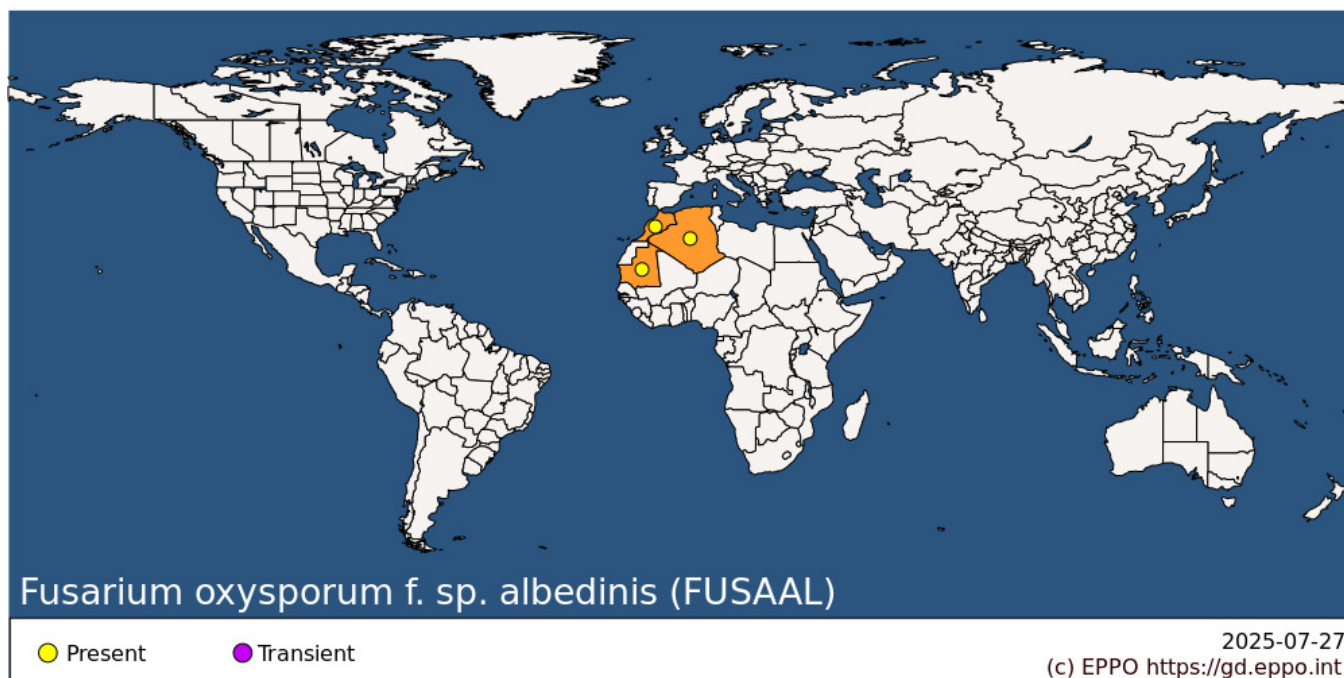 Fusarium oxysporum f. sp. albedinis (FUSAAL)
Present
Transient
2025-07-27
(c) EPPO https://gd.eppo.int